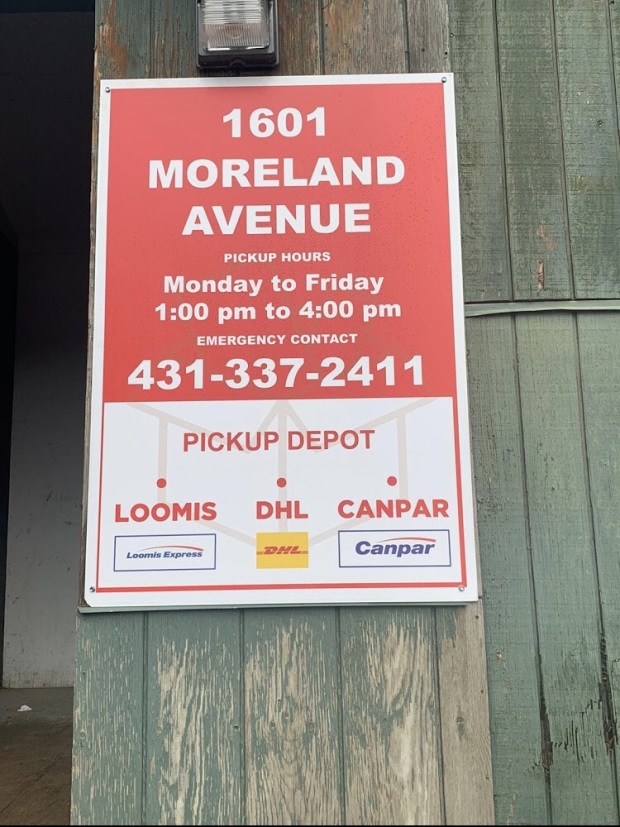 1601
MORELAND
AVENUE
PICKUP HOURS
Monday to Friday
1:00 pm to 4:00 pm
EMERGENCY CONTACT
431-337-2411
PICKUP DEPOT
LOOMIS DHL CANPAR
Loomis Express DHL Canpar